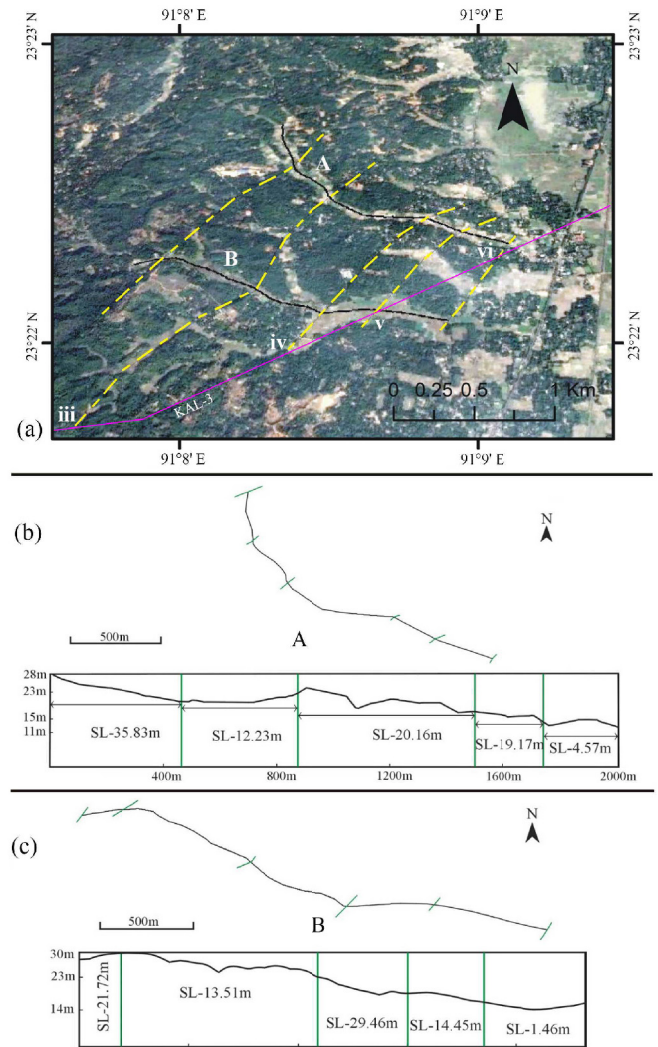 91°8' E 91°9' E
23°23' N 23°23' N
N
A
B
vi
23°22' N 23°22' N
v
iv
0 0.25 0.5 1 Km
iii
KAL-3
(a)
91°8' E 91°9' E
(b)
N
500m
A
28m
23m
15m
11m
SL-35.83m SL-12.23m SL-20.16m SL-19.17m SL-4.57m
400m 800m 1200m 1600m 2000m
(c)
N
500m
B
30m
23m
14m
SL-21.72m
SL-13.51m
SL-29.46m SL-14.45m SL-1.46m